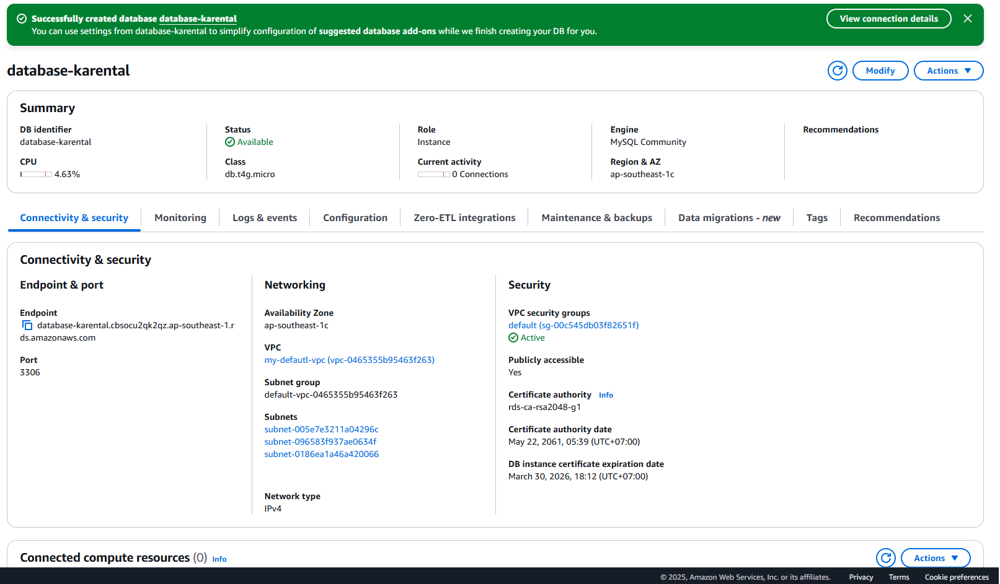 Successfully created database database-karental
You can use settings from database-karental to simplify configuration of suggested database add-ons while we finish creating your DB for you.
View connection details
database-karental
Modify
Actions
Summary
DB identifier
database-karental
Status
Available
Role
Instance
Engine
MySQL Community
Recommendations
CPU
4.63%
Class
db.t4g.micro
Current activity
0 Connections
Region & AZ
ap-southeast-1c
Connectivity & security
Monitoring
Logs & events
Configuration
Zero-ETL integrations
Maintenance & backups
Data migrations - new
Tags
Recommendations
Connectivity & security
Endpoint & port
Endpoint
database-karental.cbsocu2qk2qz.ap-southeast-1.r
ds.amazonaws.com
Port
3306
Networking
Availability Zone
ap-southeast-1c
VPC
my-defautl-vpc (vpc-0465355b95463f263)
Subnet group
default-vpc-0465355b95463f263
Subnets
subnet-005e7e3211a04296c
subnet-096583f937ae0634f
subnet-0186ea1a46a420066
Network type
IPv4
Security
VPC security groups
default (sg-00c545db03f82651f)
Active
Publicly accessible
Yes
Certificate authority Info
rds-ca-rsa2048-g1
Certificate authority date
May 22, 2061, 05:39 (UTC+07:00)
DB instance certificate expiration date
March 30, 2026, 18:12 (UTC+07:00)
Connected compute resources (0) Info
Actions
© 2025, Amazon Web Services, Inc. or its affiliates.
Privacy
Terms
Cookie preferences